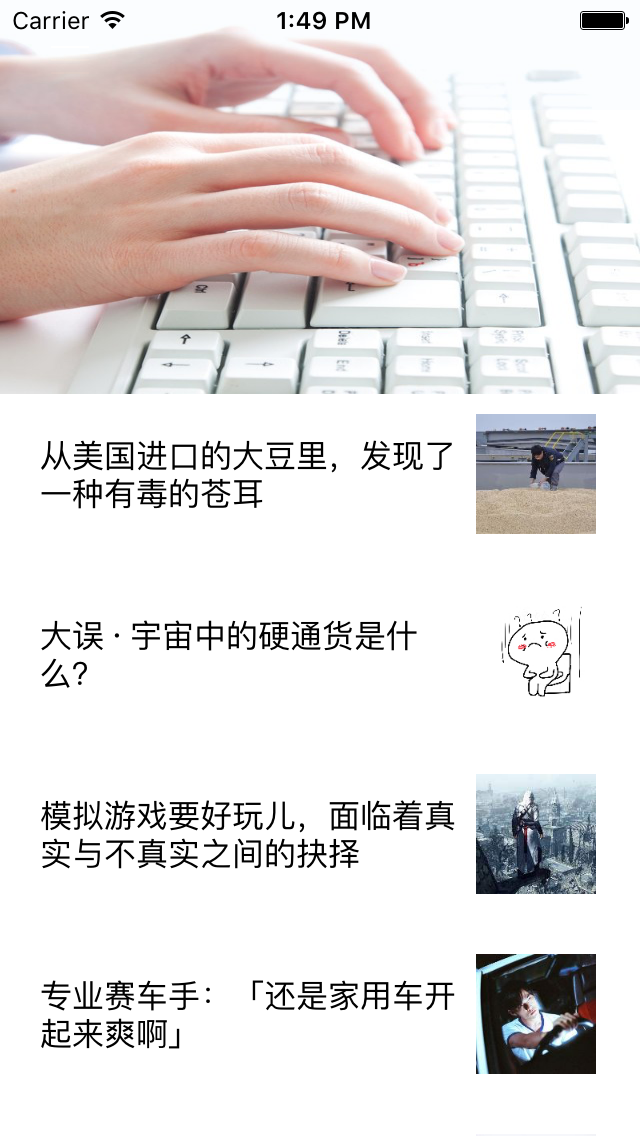 Carrier 1:49 PM
从美国进口的大豆里，发现了
一种有毒的苍耳
大误 · 宇宙中的硬通货是什
么？
模拟游戏要好玩儿，面临着真
实与不真实之间的抉择
专业赛车手：「还是家用车开
起来爽啊」